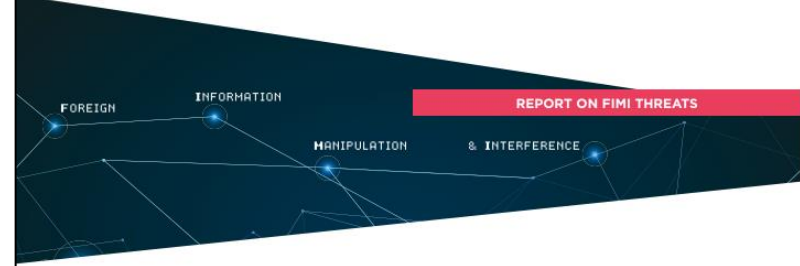 INFORMATION
REPORT ON FIMI THREATS
FOREIGN
MANIPULATION
& INTERFERENCE